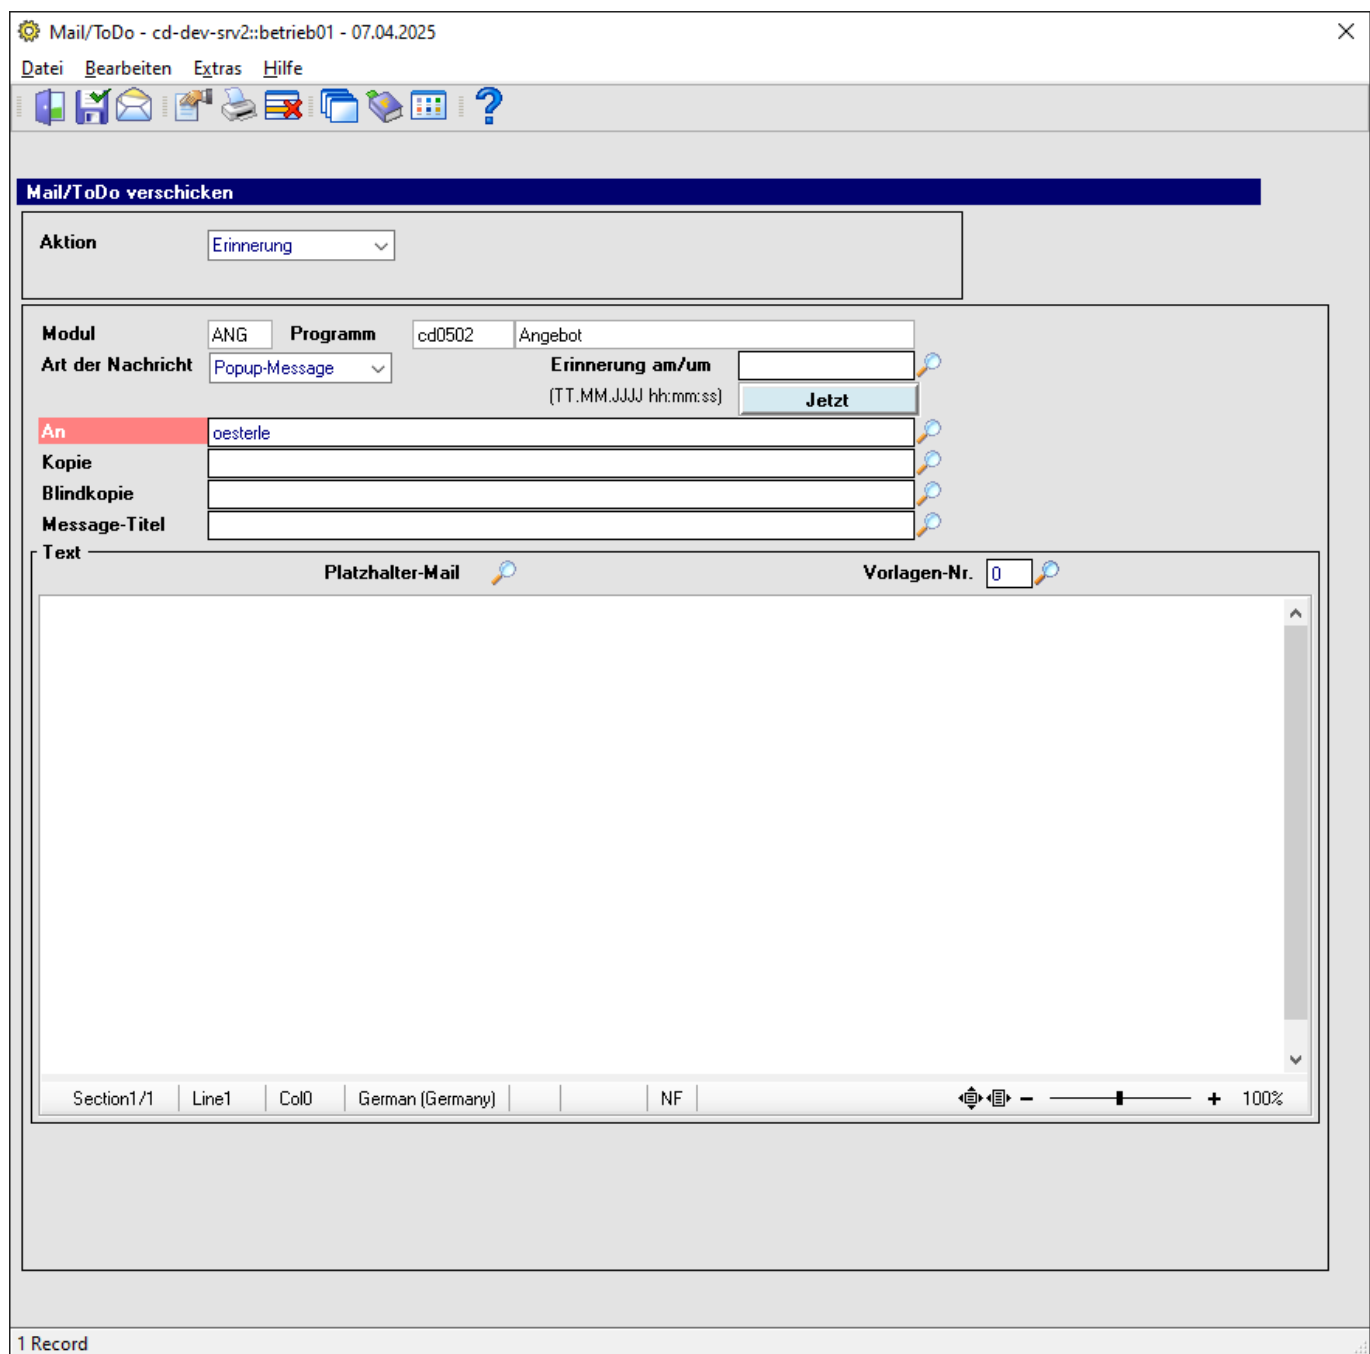 Mail/ToDo - cd-dev-srv2::betrieb01 - 07.04.2025
Datei Bearbeiten Extras Hilfe
Mail/ToDo verschicken
Aktion Erinnerung
Modul ANG Programm cd0502 Angebot
Art der Nachricht Popup-Message Erinnerung am/um
(TT.MM.JJJJ hh:mm:ss) Jetzt
An oesterle
Kopie
Blindkopie
Message-Titel
Text
Platzhalter-Mail Vorlagen-Nr. 0
Section1/1 Line1 Col0 German (Germany) NF 100%
1 Record